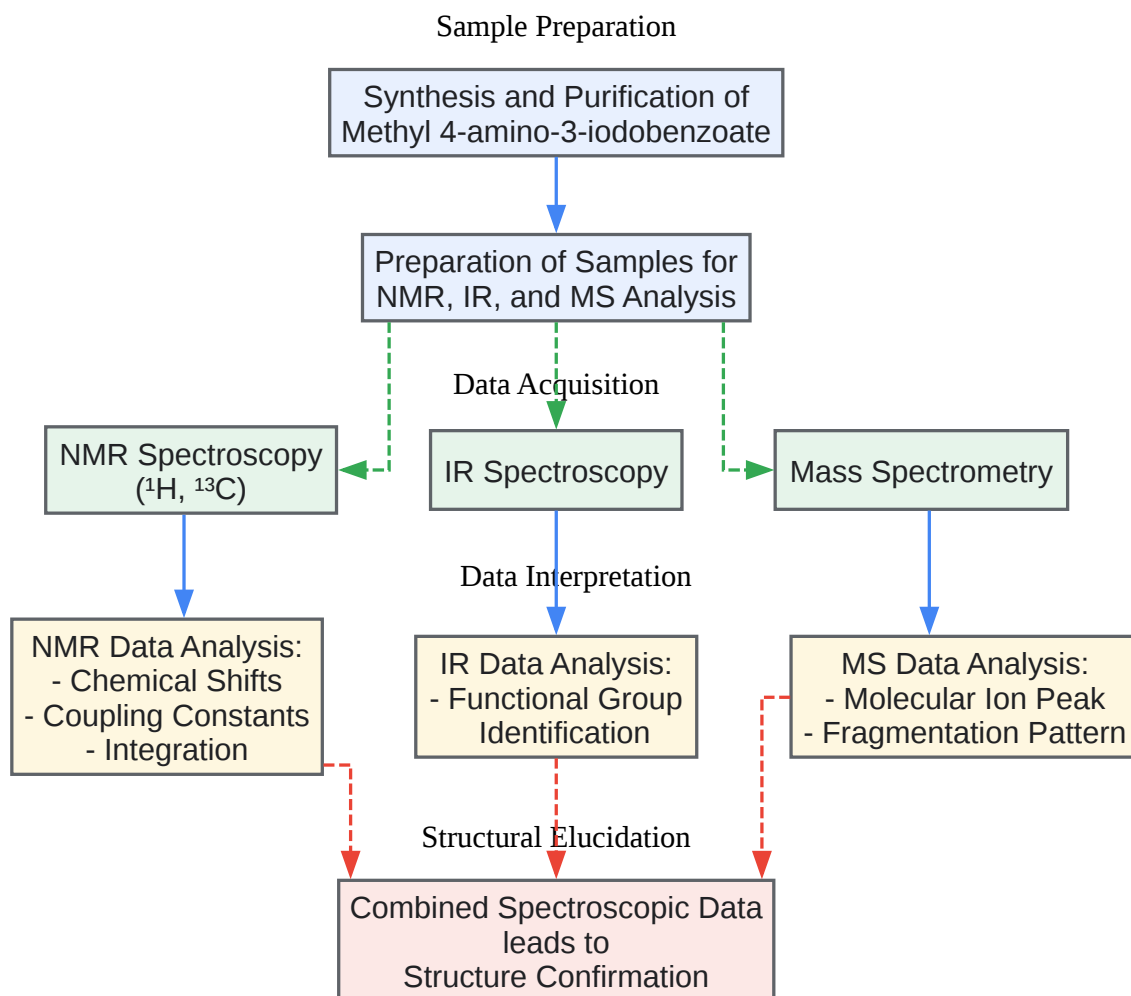 Sample Preparation
Synthesis and Purification of
Methyl 4-amino-3-iodobenzoate
Preparation of Samples for
NMR, IR, and MS Analysis
Data Acquisition
NMR Spectroscopy
(¹H, ¹³C)
IR Spectroscopy
Mass Spectrometry
Data Interpretation
NMR Data Analysis:
- Chemical Shifts
- Coupling Constants
- Integration
IR Data Analysis:
- Functional Group
Identification
MS Data Analysis:
- Molecular Ion Peak
- Fragmentation Pattern
Structural Elucidation
Combined Spectroscopic Data
leads to
Structure Confirmation